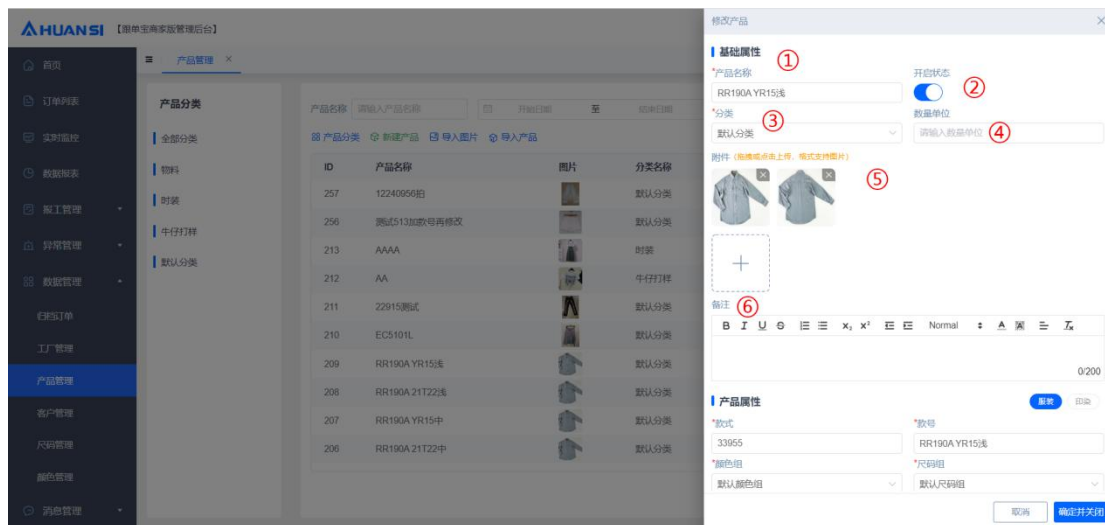 HUANSI 【跟单宝商家版管理后台】
首页
订单列表
实时监控
数据报表
报工管理
异常管理
数据管理
归档订单
工厂管理
产品管理
客户管理
尺码管理
颜色管理
消息管理
产品管理 ×
产品分类
全部分类
物料
时装
牛仔打样
默认分类
产品名称 请输入产品名称 开始日期 至 结束日期
产品分类 新建产品 导入图片 导入产品
ID 产品名称 图片 分类名称
257 12240956拍 默认分类
256 测试513加款号再修改 默认分类
213 AAAA 时装
212 AA 牛仔打样
211 22915测试 默认分类
210 EC5101L 默认分类
209 RR190A YR15浅 默认分类
208 RR190A 21T22浅 默认分类
207 RR190A YR15中 默认分类
206 RR190A 21T22中 默认分类
修改产品 ×
基础属性 ①
*产品名称 开启状态 ②
RR190A YR15浅
*分类 ③ 数量单位
默认分类 请输入数量单位 ④
附件 (拖拽或点击上传，格式支持图片) ⑤
备注 ⑥
B I U S X₂ X² Normal A A Tx
0/200
产品属性 服装 印染
*款式 *款号
33955 RR190A YR15浅
*颜色组 *尺码组
默认颜色组 默认尺码组
取消 确定并关闭